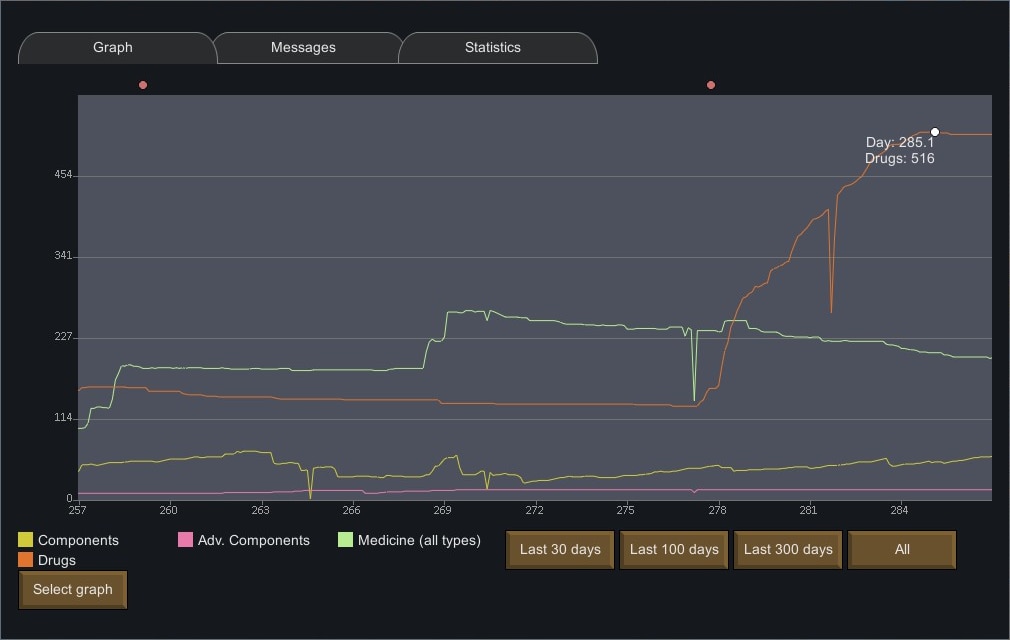 Graph Messages Statistics
Day: 285.1
Drugs: 516
454
341
227
114
0
257 260 263 266 269 272 275 278 281 284
Components Adv. Components Medicine (all types)
Drugs
Last 30 days Last 100 days Last 300 days All
Select graph